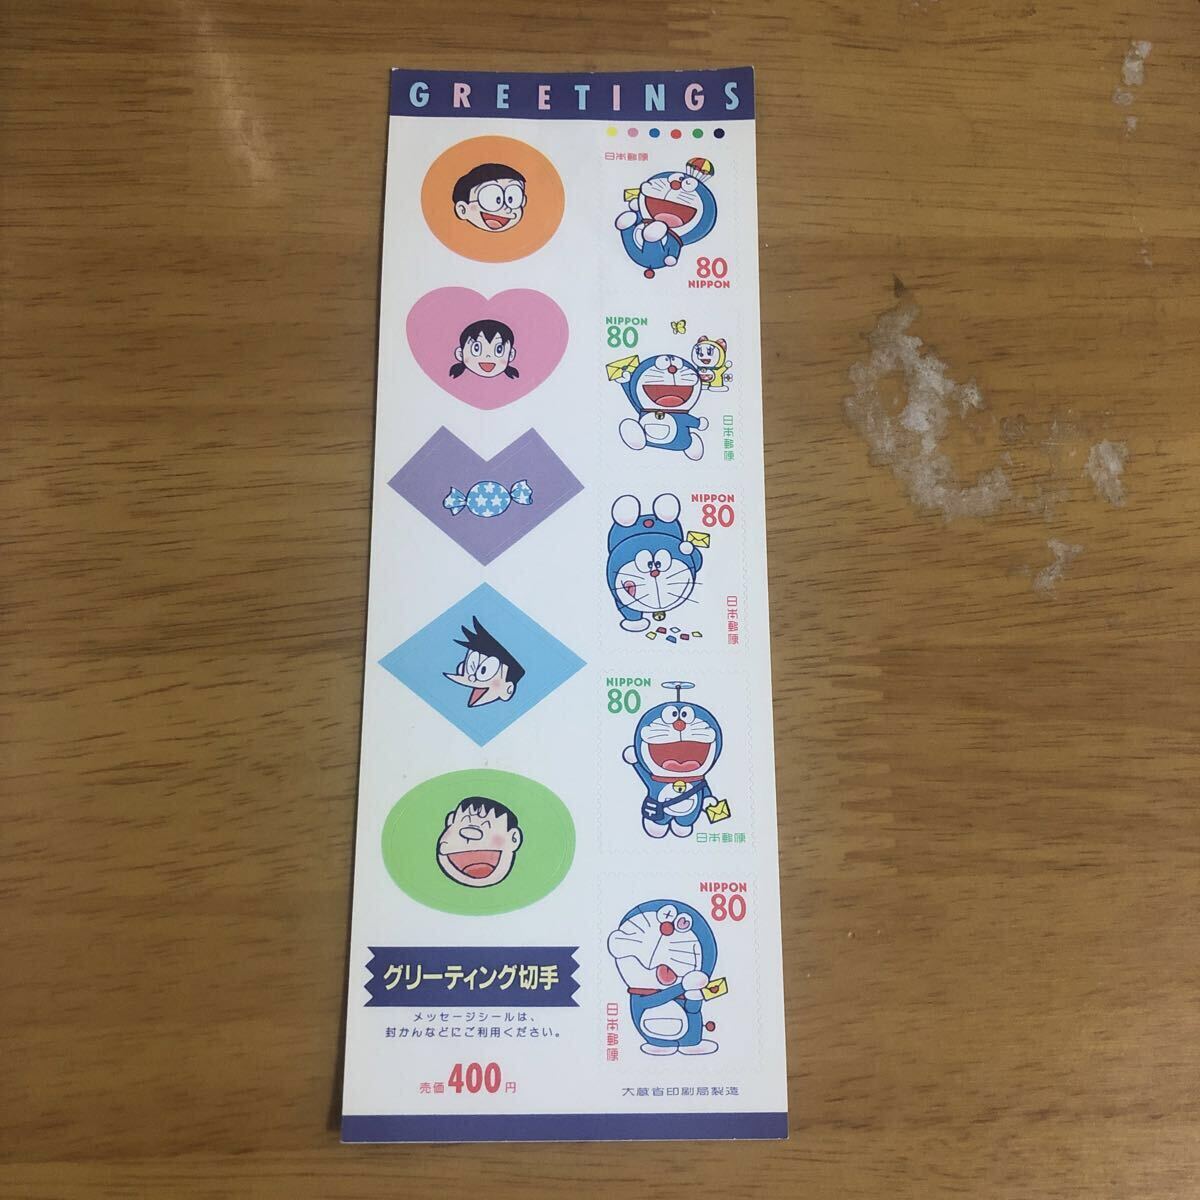 GREETINGS
日本郵便
80
NIPPON
NIPPON
80
日本郵便
NIPPON
80
日本郵便
NIPPON
80
日本郵便
NIPPON
80
日本郵便
グリーティング切手
メッセージシールは、
封かんなどにご利用ください。
売価400円
大蔵省印刷局製造